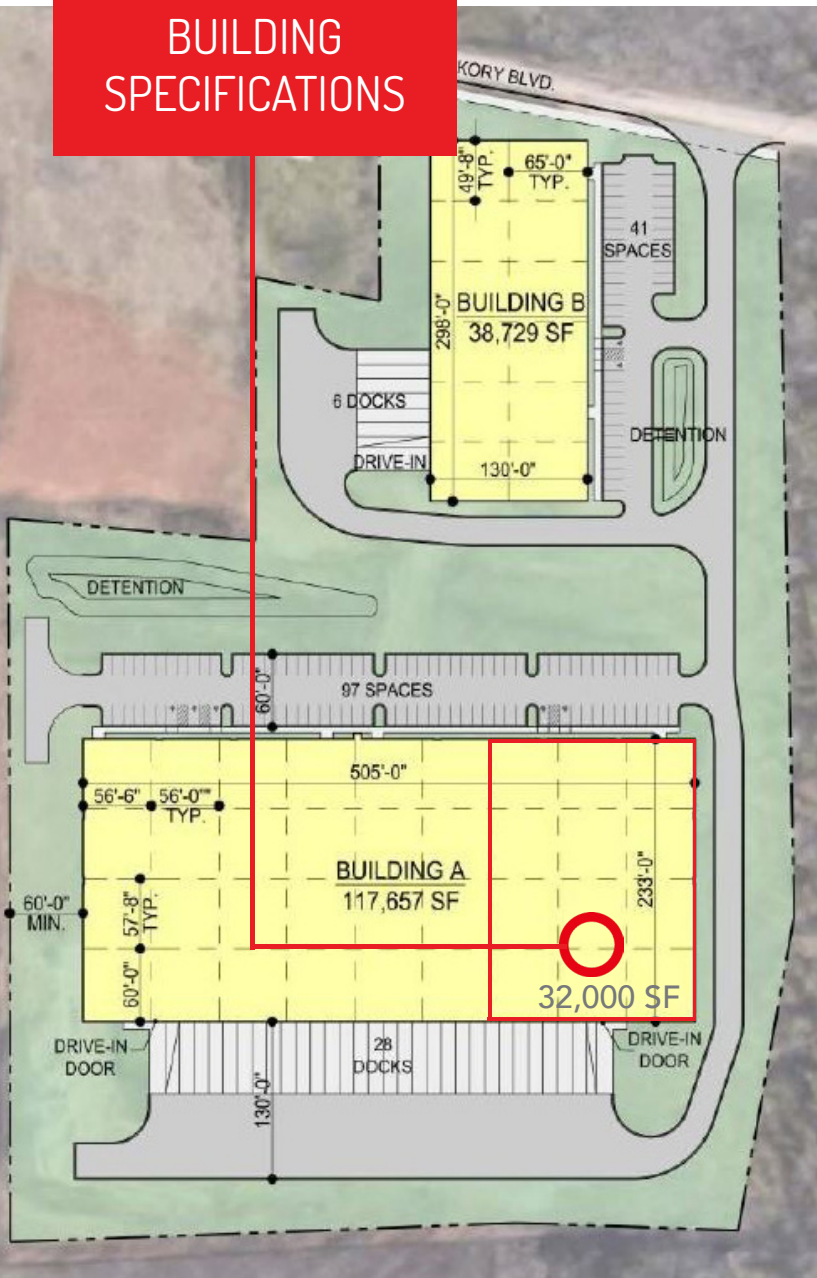 BUILDING
SPECIFICATIONS
KORY BLVD.
49'-8"
TYP.
65'-0"
TYP.
41
SPACES
BUILDING B
38,729 SF
298'-0"
6 DOCKS
DRIVE-IN
130'-0"
DETENTION
DETENTION
97 SPACES
60'-0"
505'-0"
56'-6"
56'-0""
TYP.
BUILDING A
117,657 SF
233'-0"
60'-0"
MIN.
57'-8"
TYP.
60'-0"
32,000 SF
DRIVE-IN
DOOR
28
DOCKS
DRIVE-IN
DOOR
130'-0"